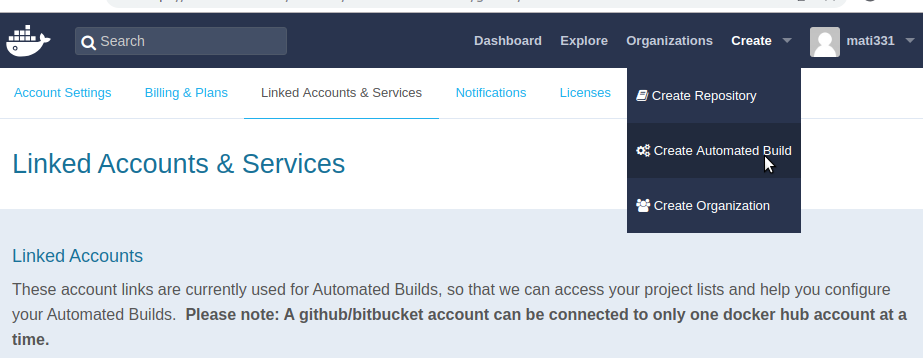 Search
Dashboard Explore Organizations Create mati331
Account Settings Billing & Plans Linked Accounts & Services Notifications Licenses
Create Repository
Create Automated Build
Create Organization
Linked Accounts & Services
Linked Accounts
These account links are currently used for Automated Builds, so that we can access your project lists and help you configure
your Automated Builds. Please note: A github/bitbucket account can be connected to only one docker hub account at a
time.